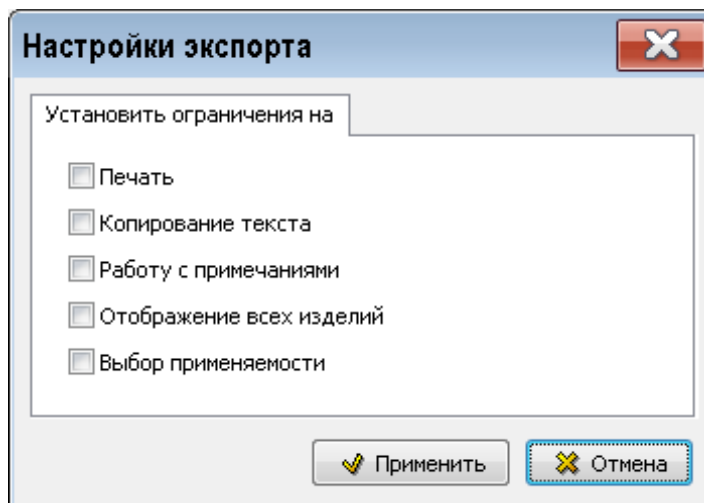 Настройки экспорта
Установить ограничения на
Печать
Копирование текста
Работу с примечаниями
Отображение всех изделий
Выбор применяемости
Применить
Отмена